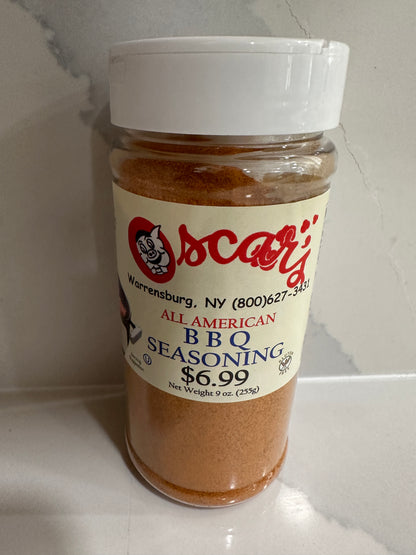 Oscar's
Warrensburg, NY (800)627-3431
ALL AMERICAN
BBQ
SEASONING
$6.99
Net Weight 9 oz. (255g)